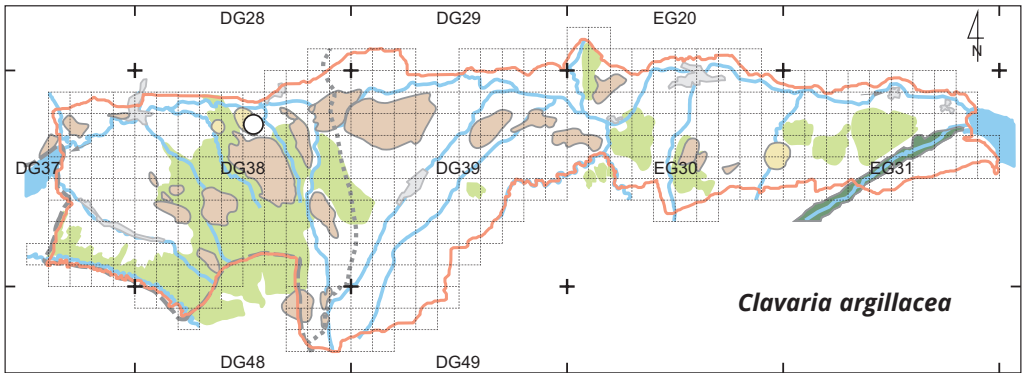 DG28 DG29 EG20
N
DG37 DG38 DG39 EG30 EG31
Clavaria argillacea
DG48 DG49